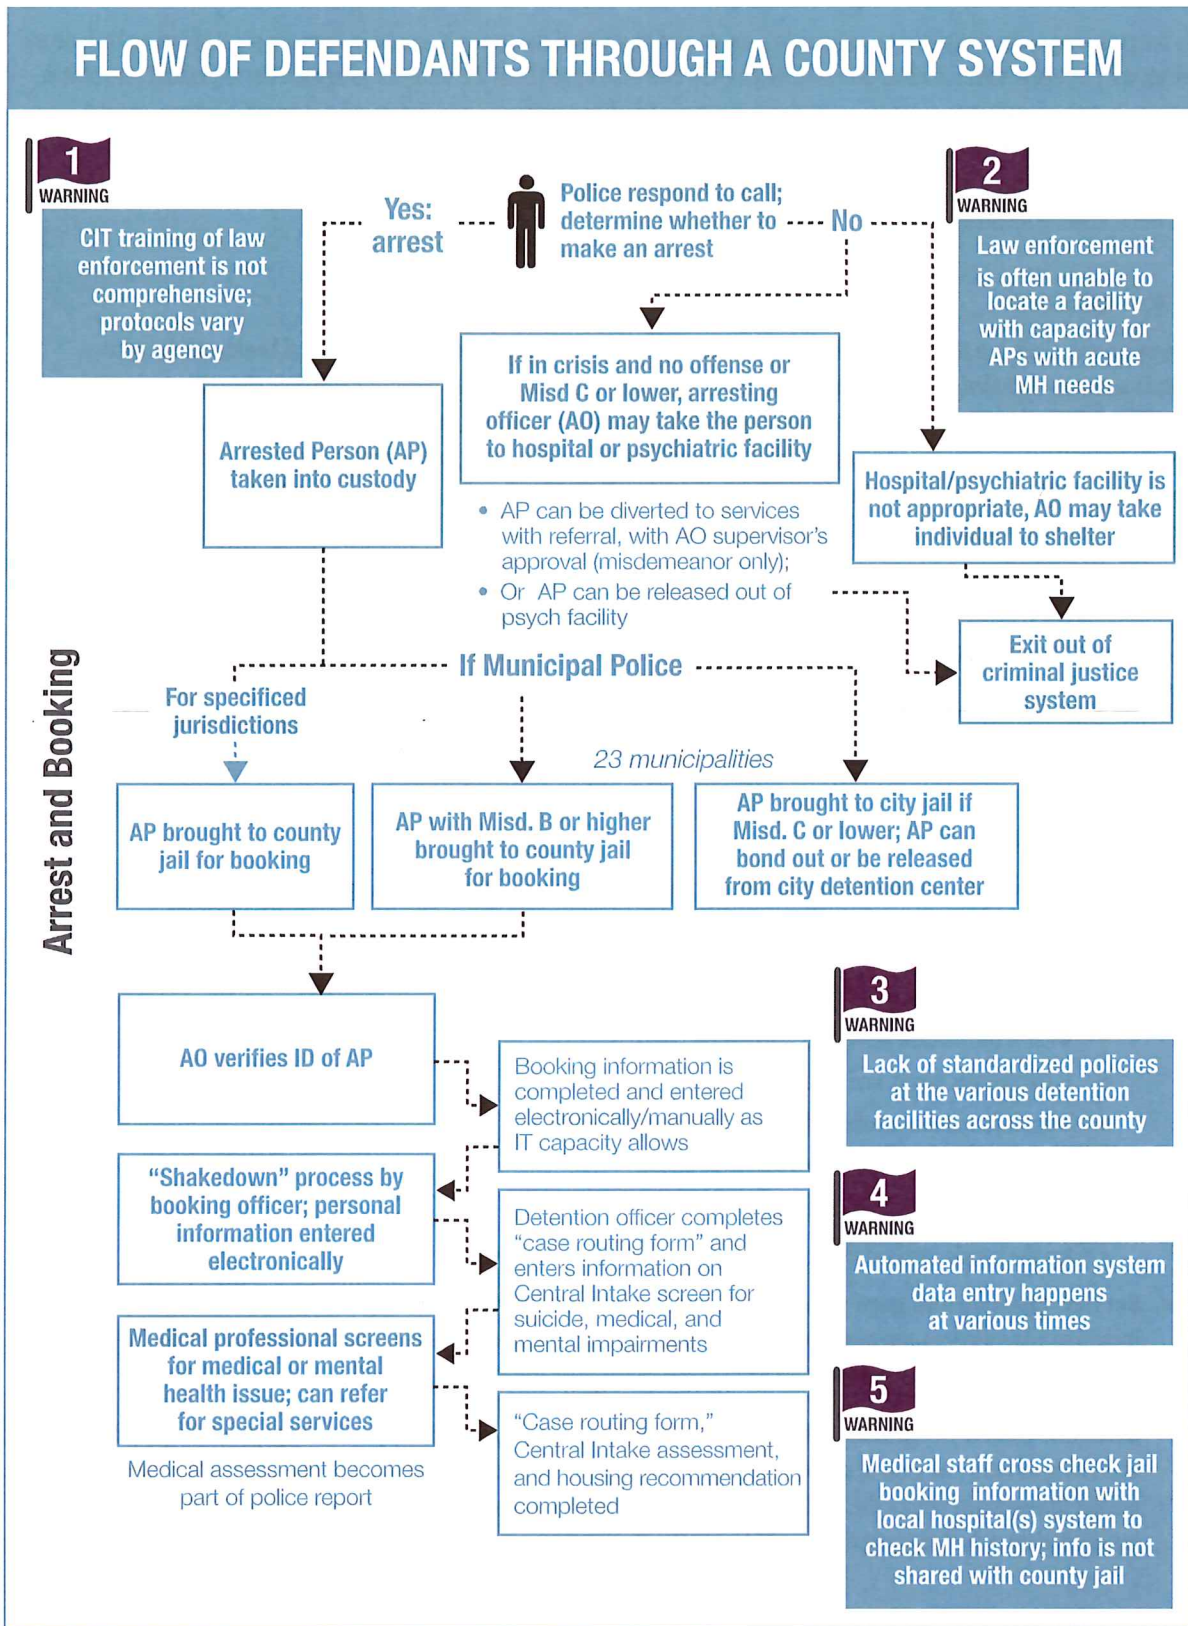 FLOW OF DEFENDANTS THROUGH A COUNTY SYSTEM
1
WARNING
CIT training of law
enforcement is not
comprehensive;
protocols vary
by agency
Yes:
arrest
Police respond to call;
determine whether to
make an arrest
No
2
WARNING
Law enforcement
is often unable to
locate a facility
with capacity for
APs with acute
MH needs
Arrested Person (AP)
taken into custody
If in crisis and no offense or
Misd C or lower, arresting
officer (AO) may take the person
to hospital or psychiatric facility
• AP can be diverted to services
with referral, with AO supervisor's
approval (misdemeanor only);
• Or AP can be released out of
psych facility
Hospital/psychiatric facility is
not appropriate, AO may take
individual to shelter
Exit out of
criminal justice
system
Arrest and Booking
If Municipal Police
For specificed
jurisdictions
23 municipalities
AP brought to county
jail for booking
AP with Misd. B or higher
brought to county jail
for booking
AP brought to city jail if
Misd. C or lower; AP can
bond out or be released
from city detention center
AO verifies ID of AP
Booking information is
completed and entered
electronically/manually as
IT capacity allows
"Shakedown" process by
booking officer; personal
information entered
electronically
Detention officer completes
"case routing form" and
enters information on
Central Intake screen for
suicide, medical, and
mental impairments
Medical professional screens
for medical or mental
health issue; can refer
for special services
Medical assessment becomes
part of police report
"Case routing form,"
Central Intake assessment,
and housing recommendation
completed
3
WARNING
Lack of standardized policies
at the various detention
facilities across the county
4
WARNING
Automated information system
data entry happens
at various times
5
WARNING
Medical staff cross check jail
booking information with
local hospital(s) system to
check MH history; info is not
shared with county jail